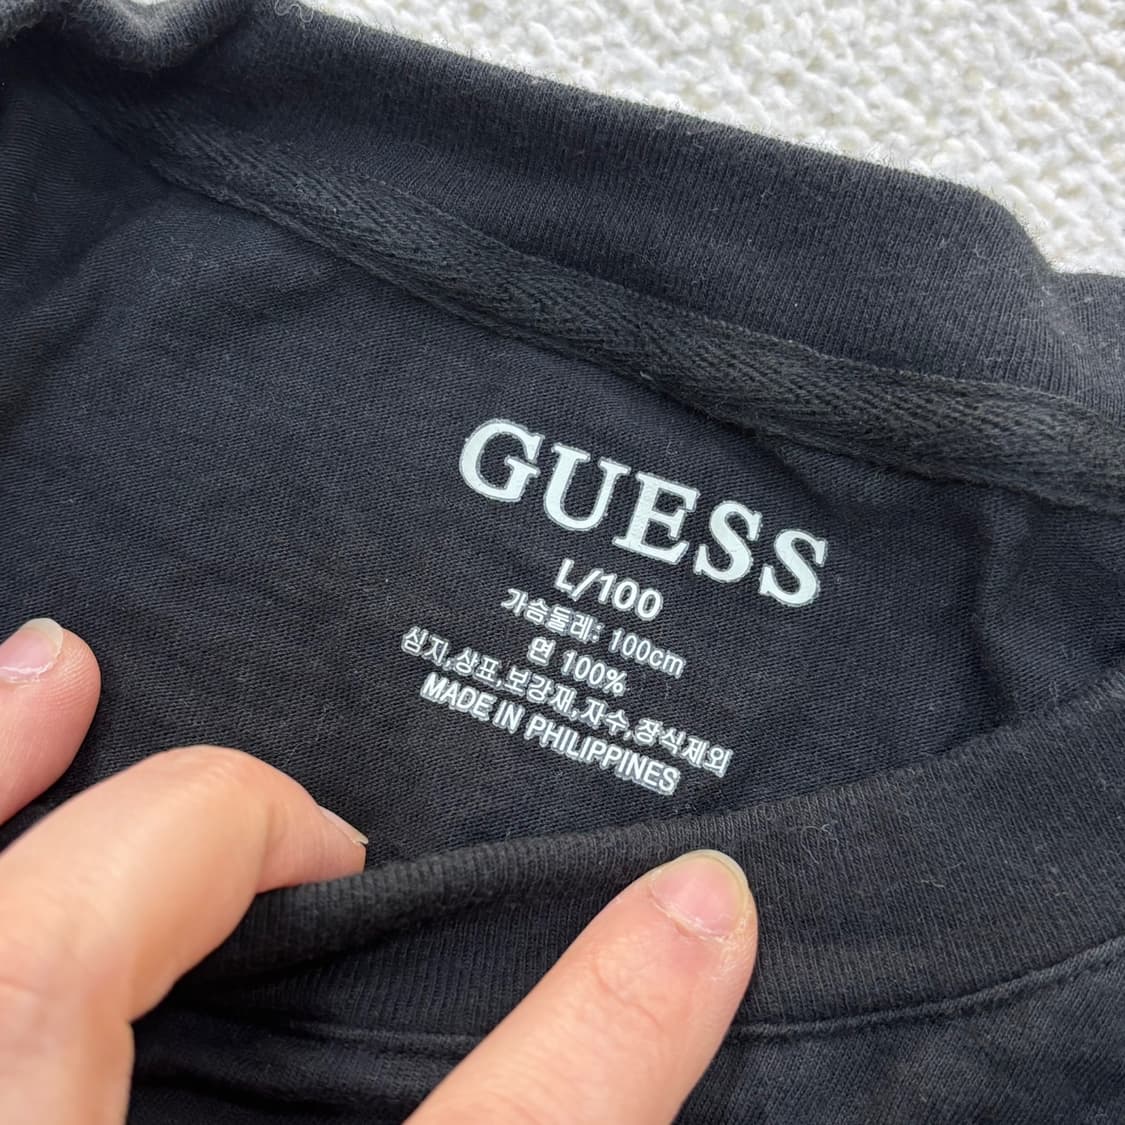 GUESS
L/100
가슴둘레: 100cm
면 100%
심지,상표,보강재,자수,장식제외
MADE IN PHILIPPINES